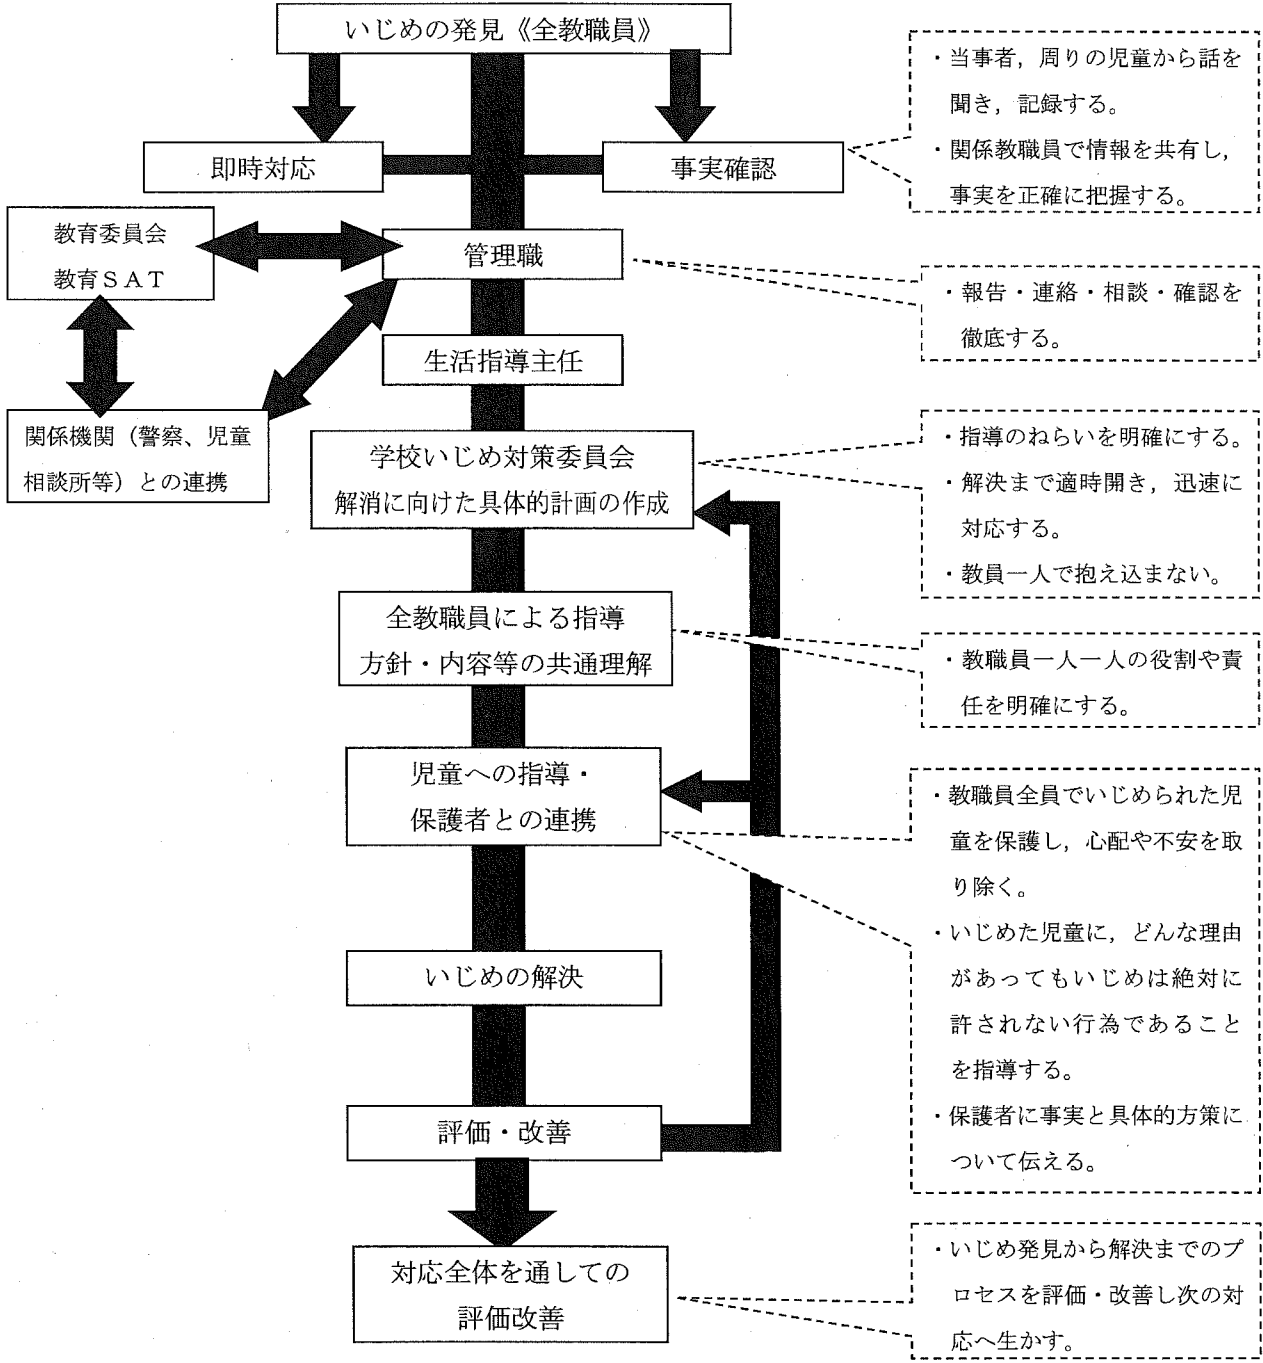 いじめの発見《全教職員》
即時対応
事実確認
・当事者，周りの児童から話を
聞き，記録する。
・関係教職員で情報を共有し，
事実を正確に把握する。
教育委員会
教育ＳＡＴ
管理職
・報告・連絡・相談・確認を
徹底する。
生活指導主任
関係機関（警察、児童
相談所等）との連携
学校いじめ対策委員会
解消に向けた具体的計画の作成
・指導のねらいを明確にする。
・解決まで適時開き，迅速に
対応する。
・教員一人で抱え込まない。
全教職員による指導
方針・内容等の共通理解
・教職員一人一人の役割や責
任を明確にする。
児童への指導・
保護者との連携
・教職員全員でいじめられた児
童を保護し，心配や不安を取
り除く。
・いじめた児童に，どんな理由
があってもいじめは絶対に
許されない行為であること
を指導する。
・保護者に事実と具体的方策に
ついて伝える。
いじめの解決
評価・改善
対応全体を通しての
評価改善
・いじめ発見から解決までのプ
ロセスを評価・改善し次の対
応へ生かす。